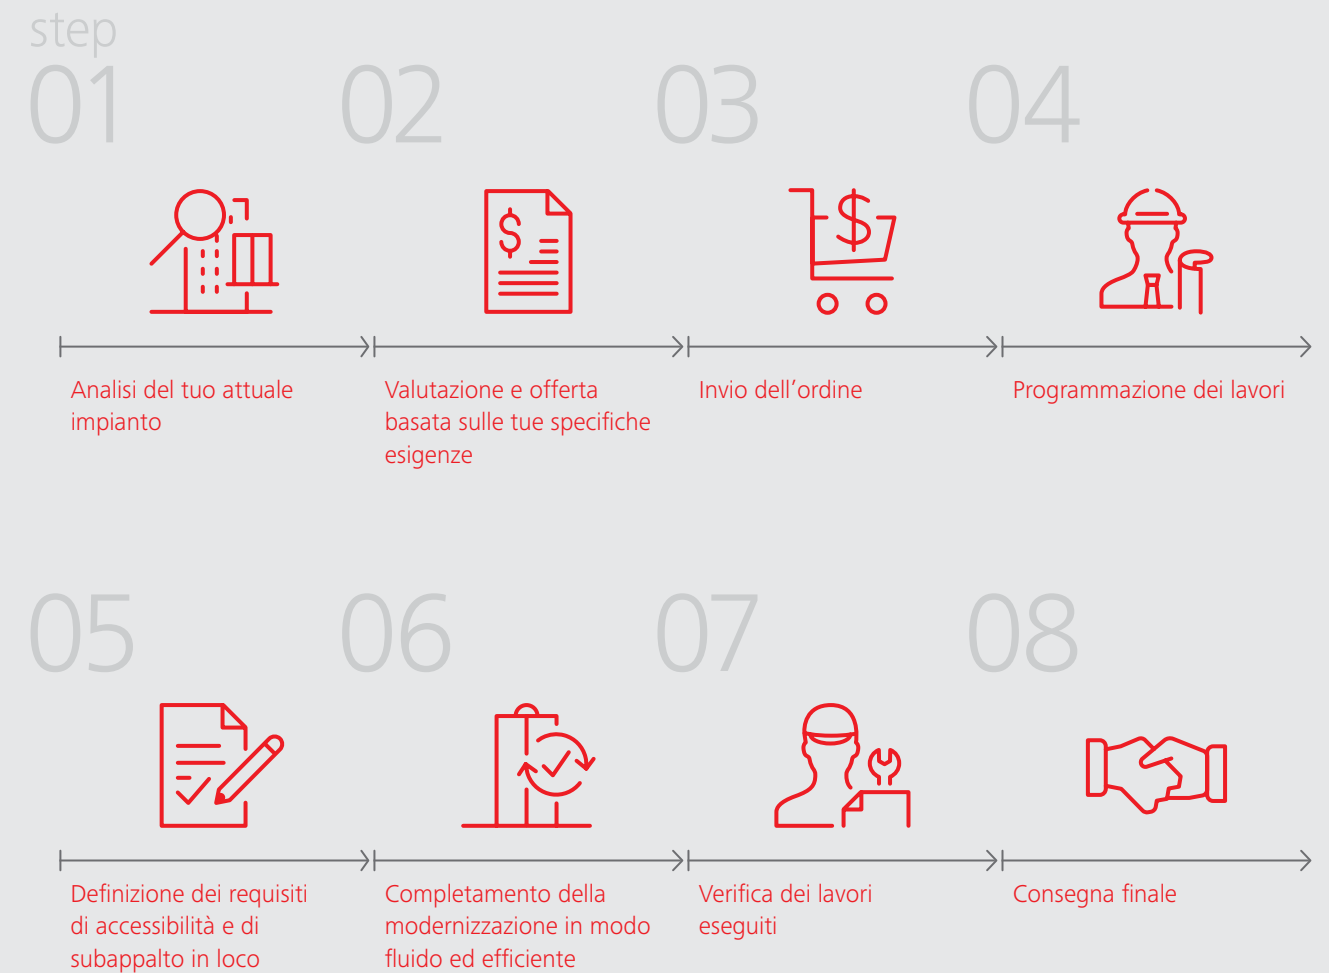 step
01
02
03
04
Analisi del tuo attuale
impianto
Valutazione e offerta
basata sulle tue specifiche
esigenze
Invio dell’ordine
Programmazione dei lavori
05
06
07
08
Definizione dei requisiti
di accessibilità e di
subappalto in loco
Completamento della
modernizzazione in modo
fluido ed efficiente
Verifica dei lavori
eseguiti
Consegna finale